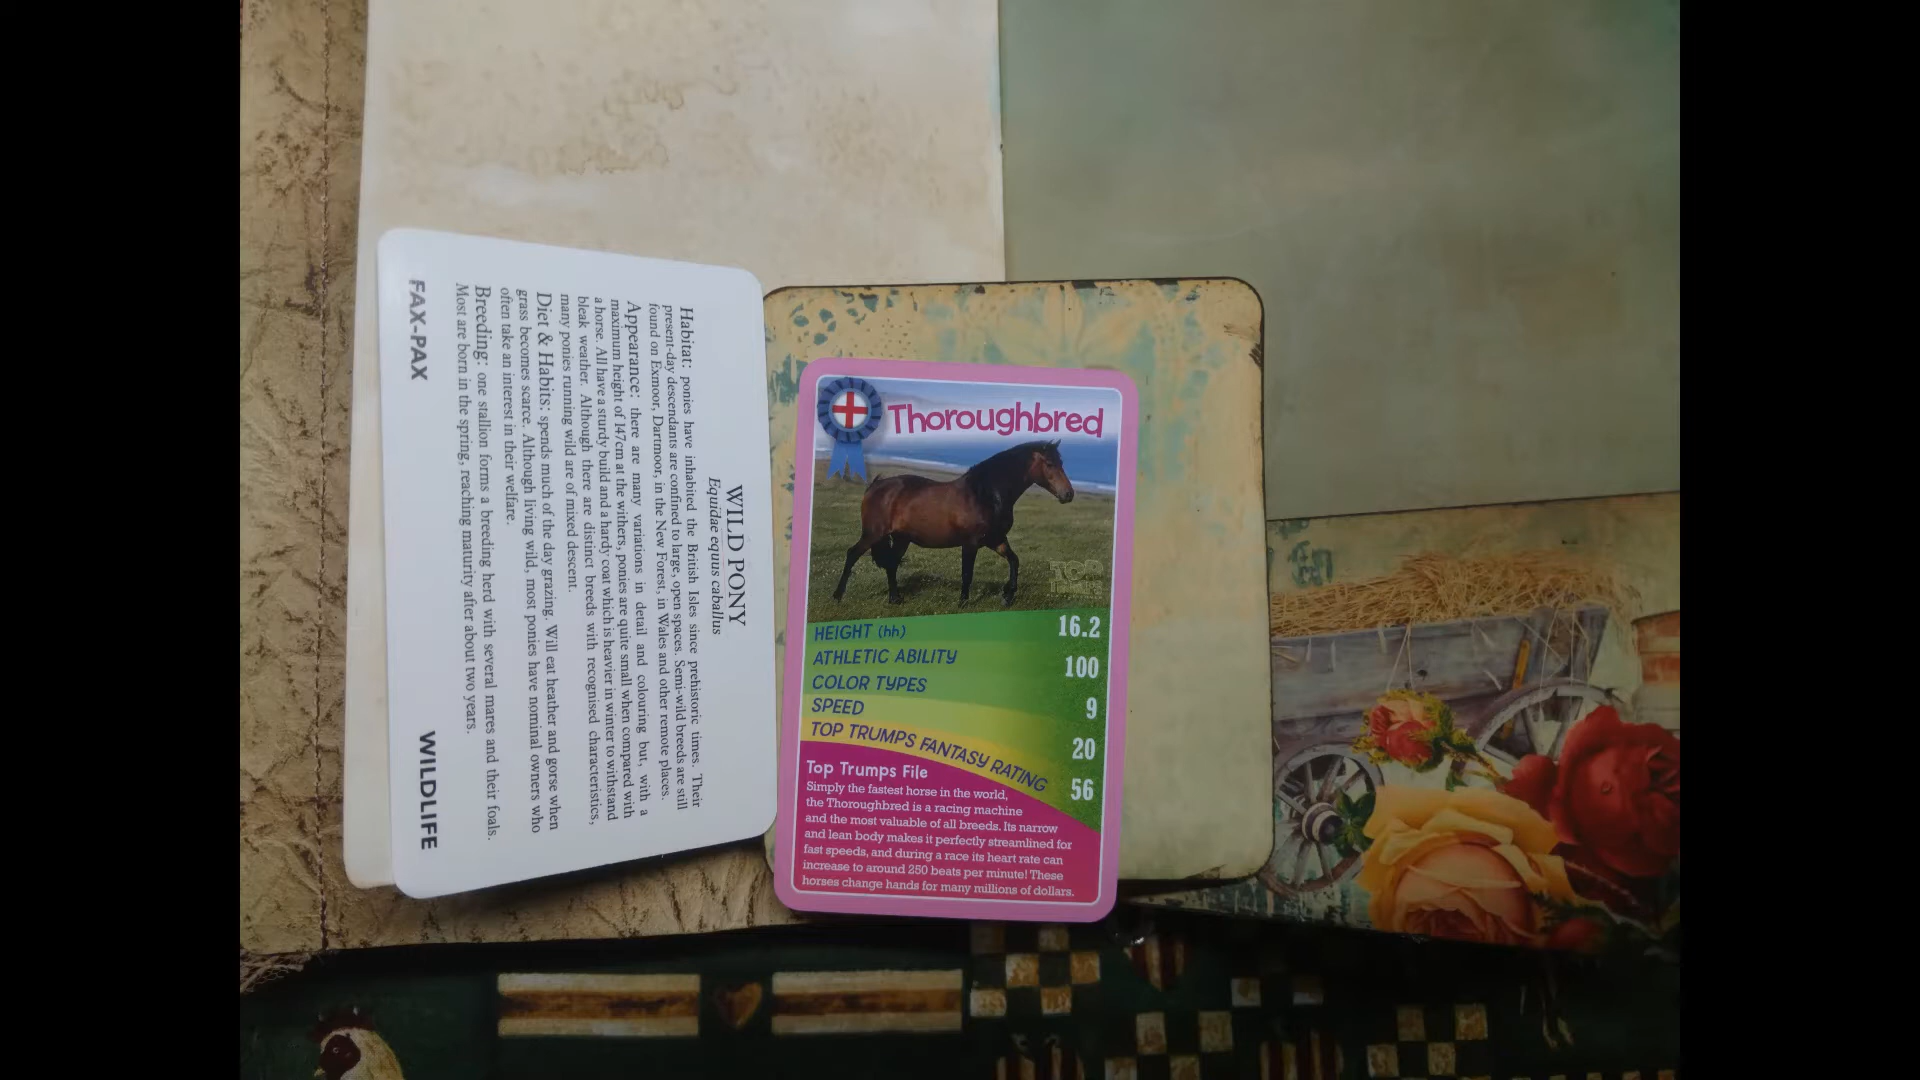 WILD PONY
Equidae equus caballus
Habitat: ponies have inhabited the British Isles since prehistoric times. Their
present-day descendants are confined to large, open spaces. Semi-wild breeds are still
found on Exmoor, Dartmoor, in the New Forest, in Wales and other remote places.
Appearance: there are many variations in detail and colouring but, with a
maximum height of 147cm at the withers, ponies are quite small when compared with
a horse. All have a sturdy build and a hardy coat which is heavier in winter to withstand
bleak weather. Although there are distinct breeds with recognised characteristics,
many ponies running wild are of mixed descent.
Diet & Habits: spends much of the day grazing. Will eat heather and gorse when
grass becomes scarce. Although living wild, most ponies have nominal owners who
often take an interest in their welfare.
Breeding: one stallion forms a breeding herd with several mares and their foals.
Most are born in the spring, reaching maturity after about two years.
FAX-PAX WILDLIFE
Thoroughbred
TOP
HEIGHT (hh) 16.2
ATHLETIC ABILITY 100
COLOR TYPES 9
SPEED 20
TOP TRUMPS FANTASY RATING 56
Top Trumps File
Simply the fastest horse in the world,
the Thoroughbred is a racing machine
and the most valuable of all breeds. Its narrow
and lean body makes it perfectly streamlined for
fast speeds, and during a race its heart rate can
increase to around 250 beats per minute! These
horses change hands for many millions of dollars.